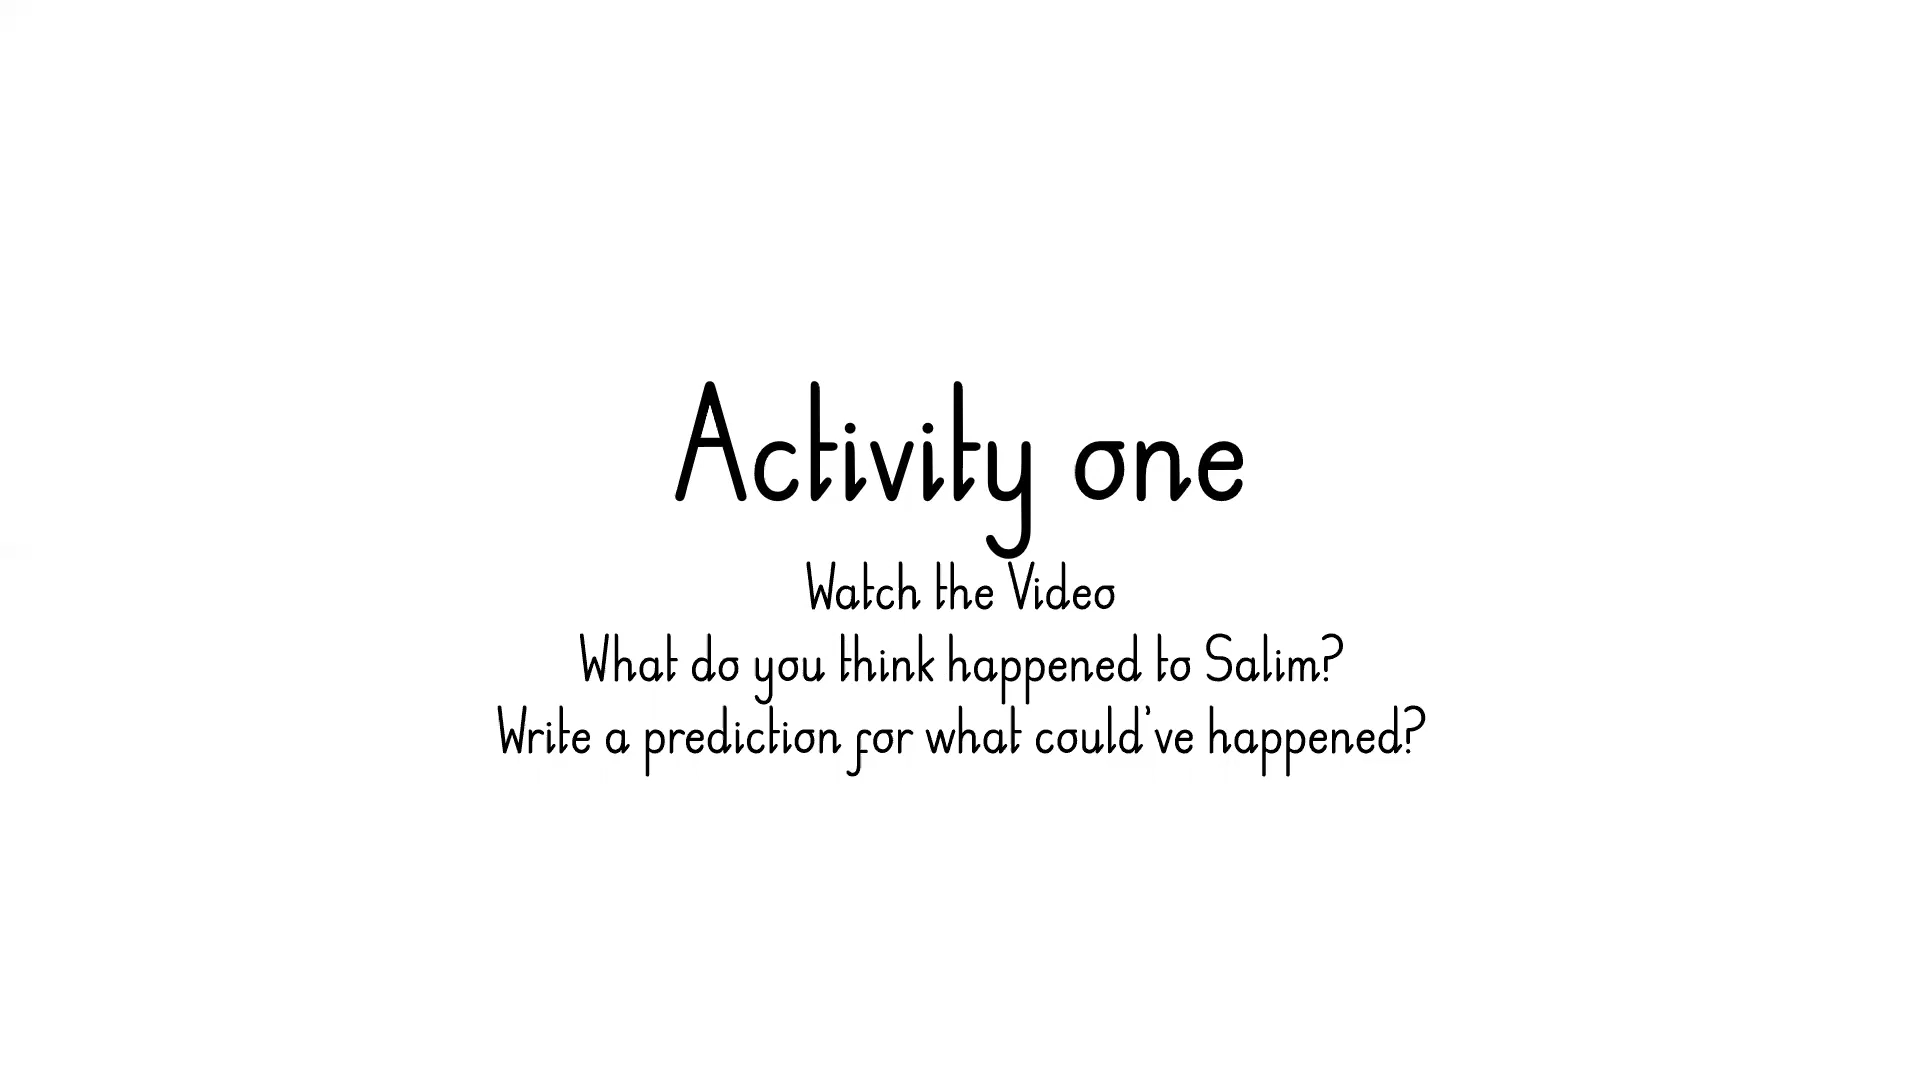 Activity one
Watch the Video
What do you think happened to Salim?
Write a prediction for what could've happened?